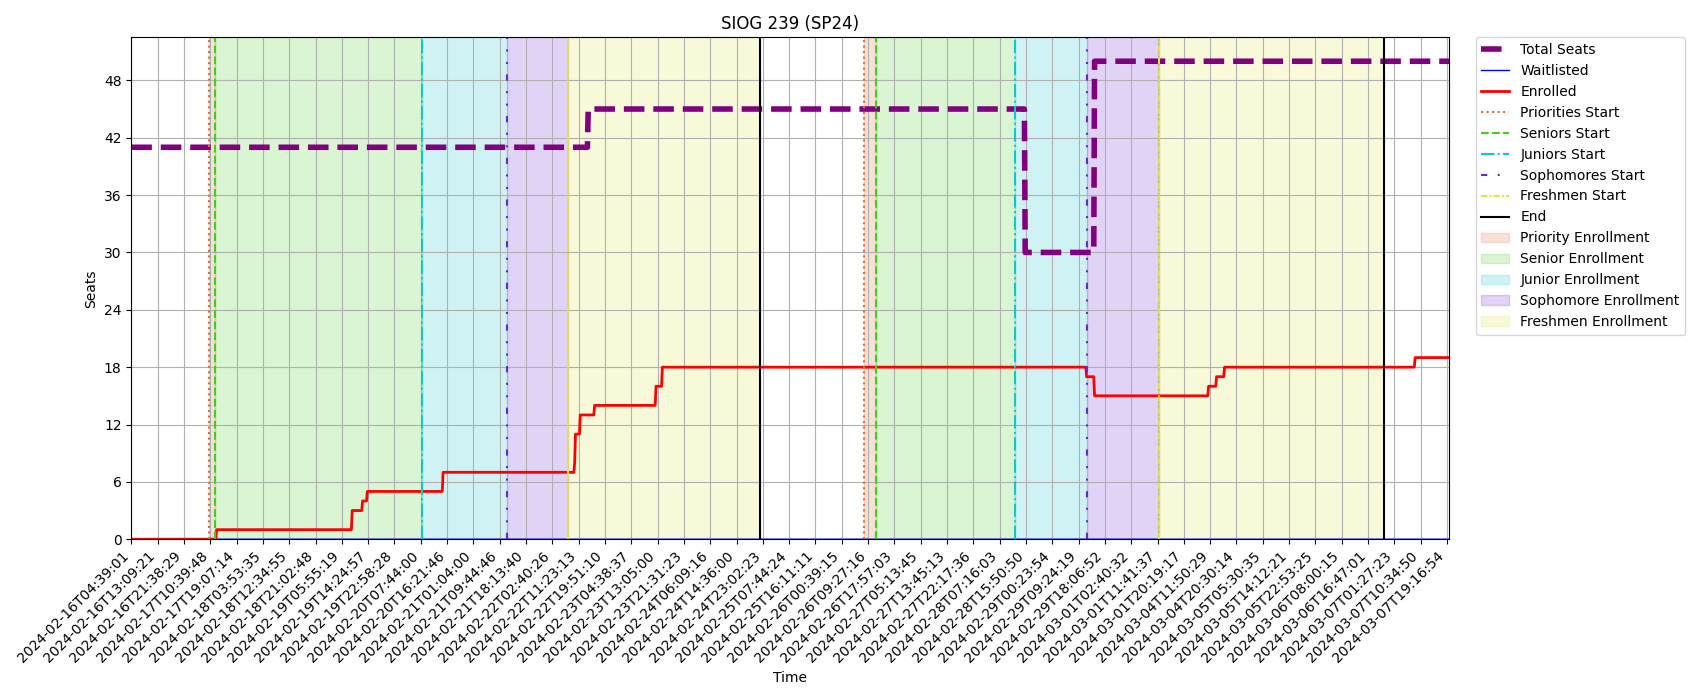 SIOG 239 (SP24)
Total Seats
Waitlisted
Enrolled
Priorities Start
Seniors Start
Juniors Start
Sophomores Start
Freshmen Start
End
Priority Enrollment
Senior Enrollment
Junior Enrollment
Sophomore Enrollment
Freshmen Enrollment
Seats
48
42
36
30
24
18
12
6
0
2024-02-16T04:39:01
2024-02-16T13:09:21
2024-02-16T21:38:29
2024-02-17T10:39:48
2024-02-17T19:07:14
2024-02-18T03:53:35
2024-02-18T12:34:55
2024-02-18T21:02:48
2024-02-19T05:55:19
2024-02-19T14:24:57
2024-02-19T22:58:28
2024-02-20T07:44:00
2024-02-20T16:21:46
2024-02-21T01:04:00
2024-02-21T09:44:46
2024-02-21T18:13:40
2024-02-22T02:40:26
2024-02-22T11:23:13
2024-02-22T19:51:10
2024-02-23T04:38:37
2024-02-23T13:05:00
2024-02-23T21:31:23
2024-02-24T06:09:16
2024-02-24T14:36:00
2024-02-24T23:02:23
2024-02-25T07:44:24
2024-02-25T16:11:11
2024-02-26T00:39:15
2024-02-26T09:27:16
2024-02-26T17:57:03
2024-02-27T05:13:45
2024-02-27T13:45:13
2024-02-27T22:17:36
2024-02-28T07:16:03
2024-02-28T15:50:50
2024-02-29T00:23:54
2024-02-29T09:24:19
2024-02-29T18:06:52
2024-03-01T02:40:32
2024-03-01T11:41:37
2024-03-01T20:19:17
2024-03-04T11:50:29
2024-03-04T20:30:14
2024-03-05T05:30:35
2024-03-05T14:12:21
2024-03-05T22:53:25
2024-03-06T08:00:15
2024-03-06T16:47:01
2024-03-07T01:27:23
2024-03-07T10:34:50
2024-03-07T19:16:54
Time